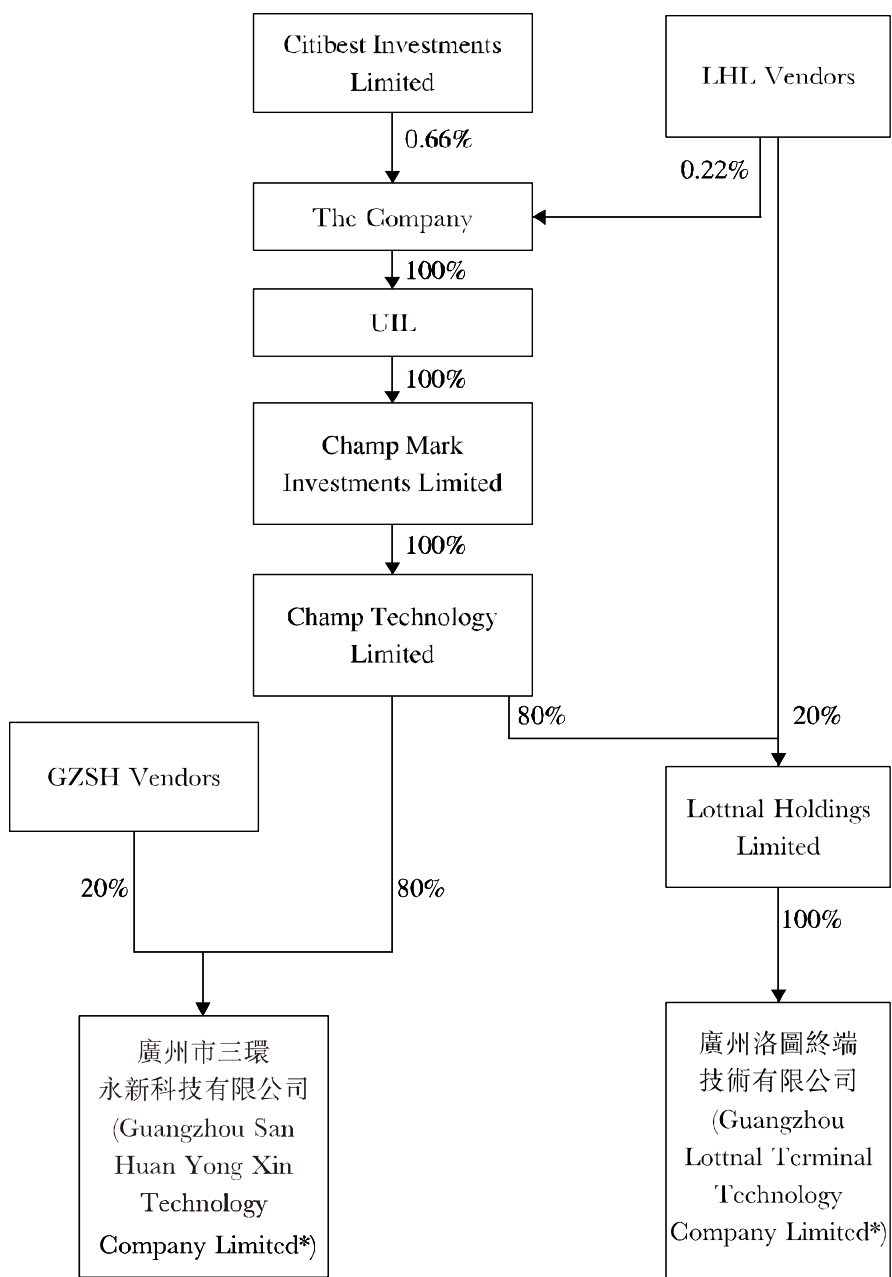 Citibest Investments
Limited
LHL Vendors
0.66%
0.22%
The Company
100%
UIL
100%
Champ Mark
Investments Limited
100%
Champ Technology
Limited
80%
20%
GZSH Vendors
Lottnal Holdings
Limited
20%
80%
100%
廣州市三環
永新科技有限公司
(Guangzhou San
Huan Yong Xin
Technology
Company Limited*)
廣州洛圖終端
技術有限公司
(Guangzhou
Lottnal Terminal
Technology
Company Limited*)